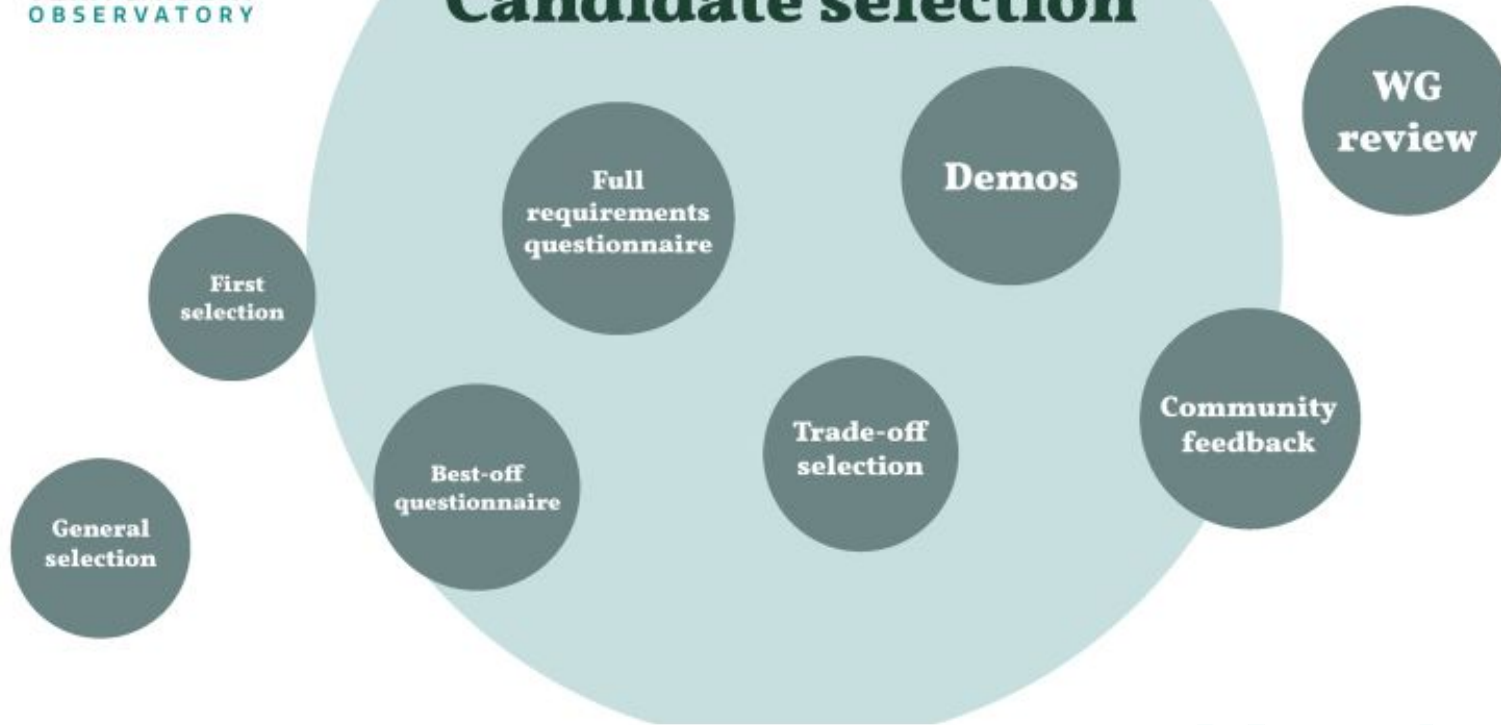 OBSERVATORY
Candidate selection
WG
review
Demos
Full
requirements
questionnaire
First
selection
Community
feedback
Trade-off
selection
Best-off
questionnaire
General
selection